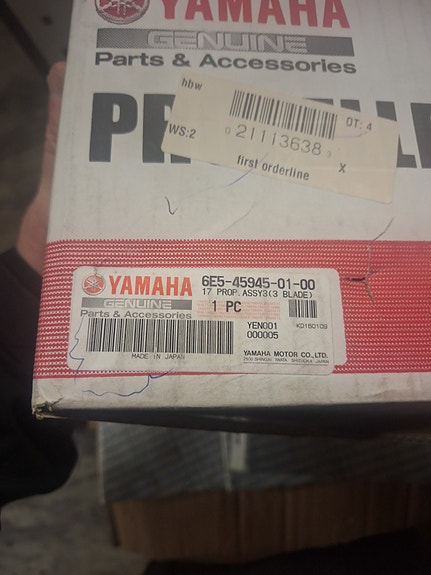 YAMAHA
GENUINE
Parts & Accessories
hbw
OT: 4
WS:2
21113638
first orderline
X
YAMAHA
GENUINE
Parts & Accessories
MADE IN JAPAN
6E5-45945-01-00
17 PROP.ASSY3(3 BLADE)
1 PC
YEN001
000005
K0160109
YAMAHA MOTOR CO.,LTD.